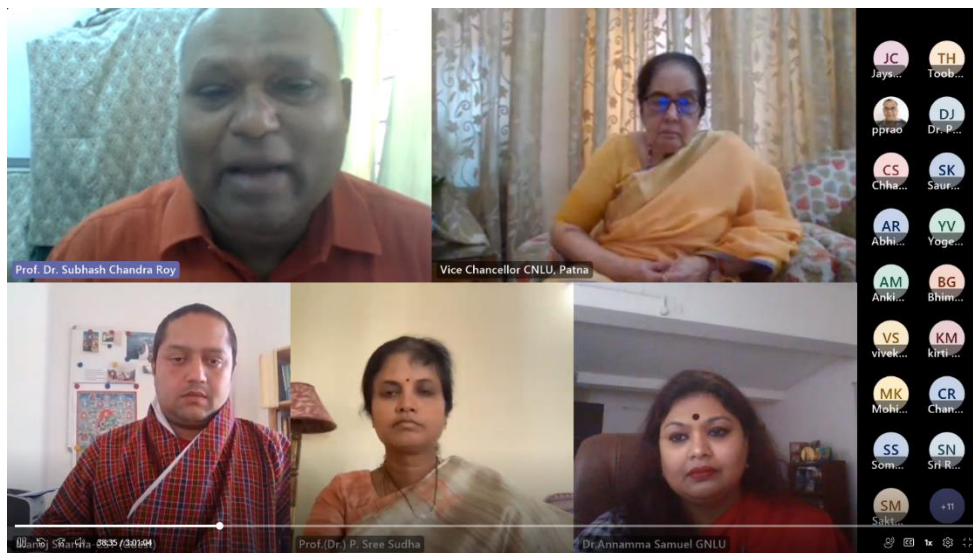 Prof. Dr. Subhash Chandra Roy
Vice Chancellor CNLU, Patna
Prof.(Dr.) P. Sree Sudha
Dr.Annamma Samuel GNLU
38:35 / 3:01:04
1x
JC
Jays...
TH
Toob...
pprao
DJ
Dr. P...
CS
Chha...
SK
Saur...
AR
Abhi...
YV
Yoge...
AM
Anki...
BG
Bhim...
VS
vivek...
KM
kirti ...
MK
Mohi...
CR
Chan...
SS
Som...
SN
Sri R...
SM
Sakt...
+11